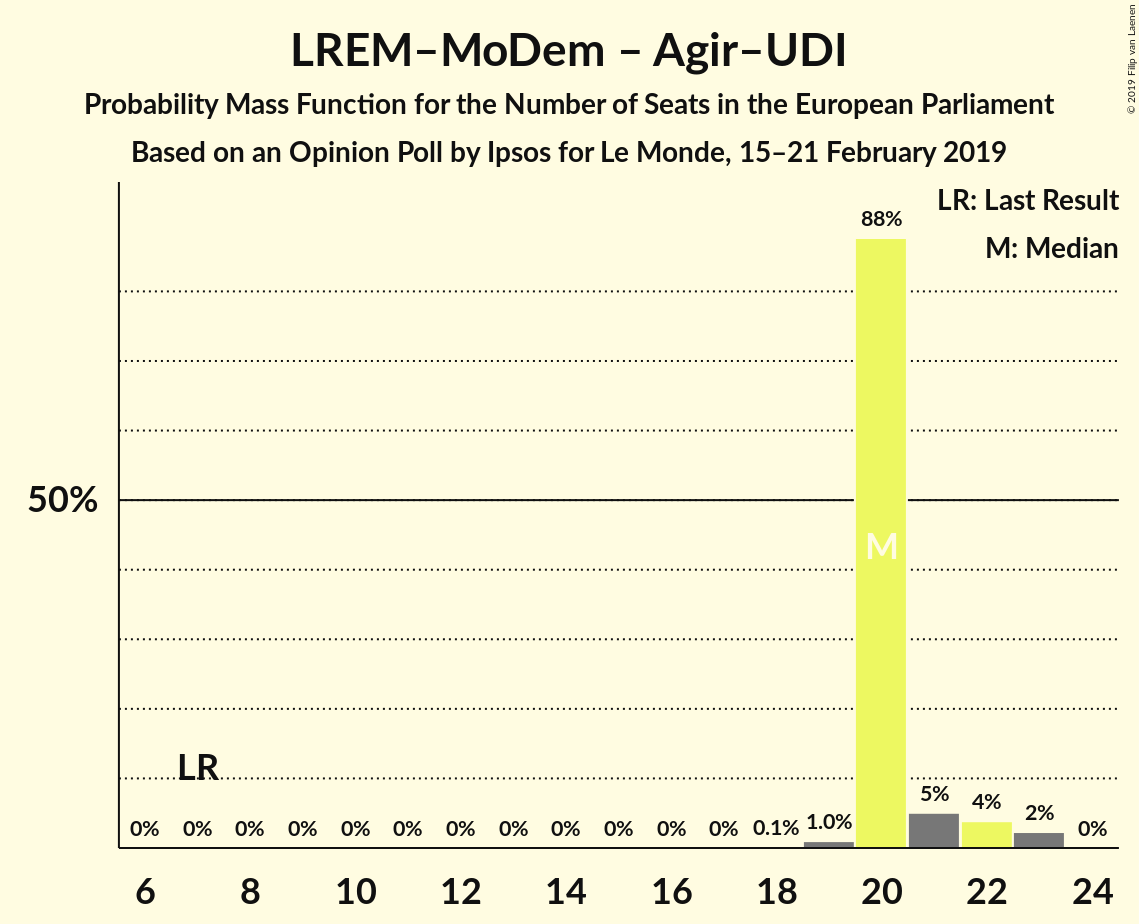 LREM–MoDem – Agir–UDI
Probability Mass Function for the Number of Seats in the European Parliament
Based on an Opinion Poll by Ipsos for Le Monde, 15–21 February 2019
© 2019 Filip van Laenen
LR: Last Result
M: Median
88%
50%
M
LR
0% 0% 0% 0% 0% 0% 0% 0% 0% 0% 0% 0% 0.1% 1.0% 5% 4% 2% 0%
6 8 10 12 14 16 18 20 22 24